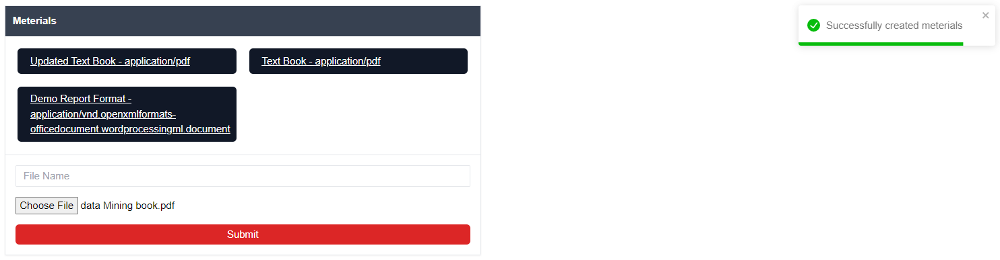 Meterials
Successfully created meterials
Updated Text Book - application/pdf
Text Book - application/pdf
Demo Report Format -
application/vnd.openxmlformats-
officedocument.wordprocessingml.document
File Name
Choose File data Mining book.pdf
Submit